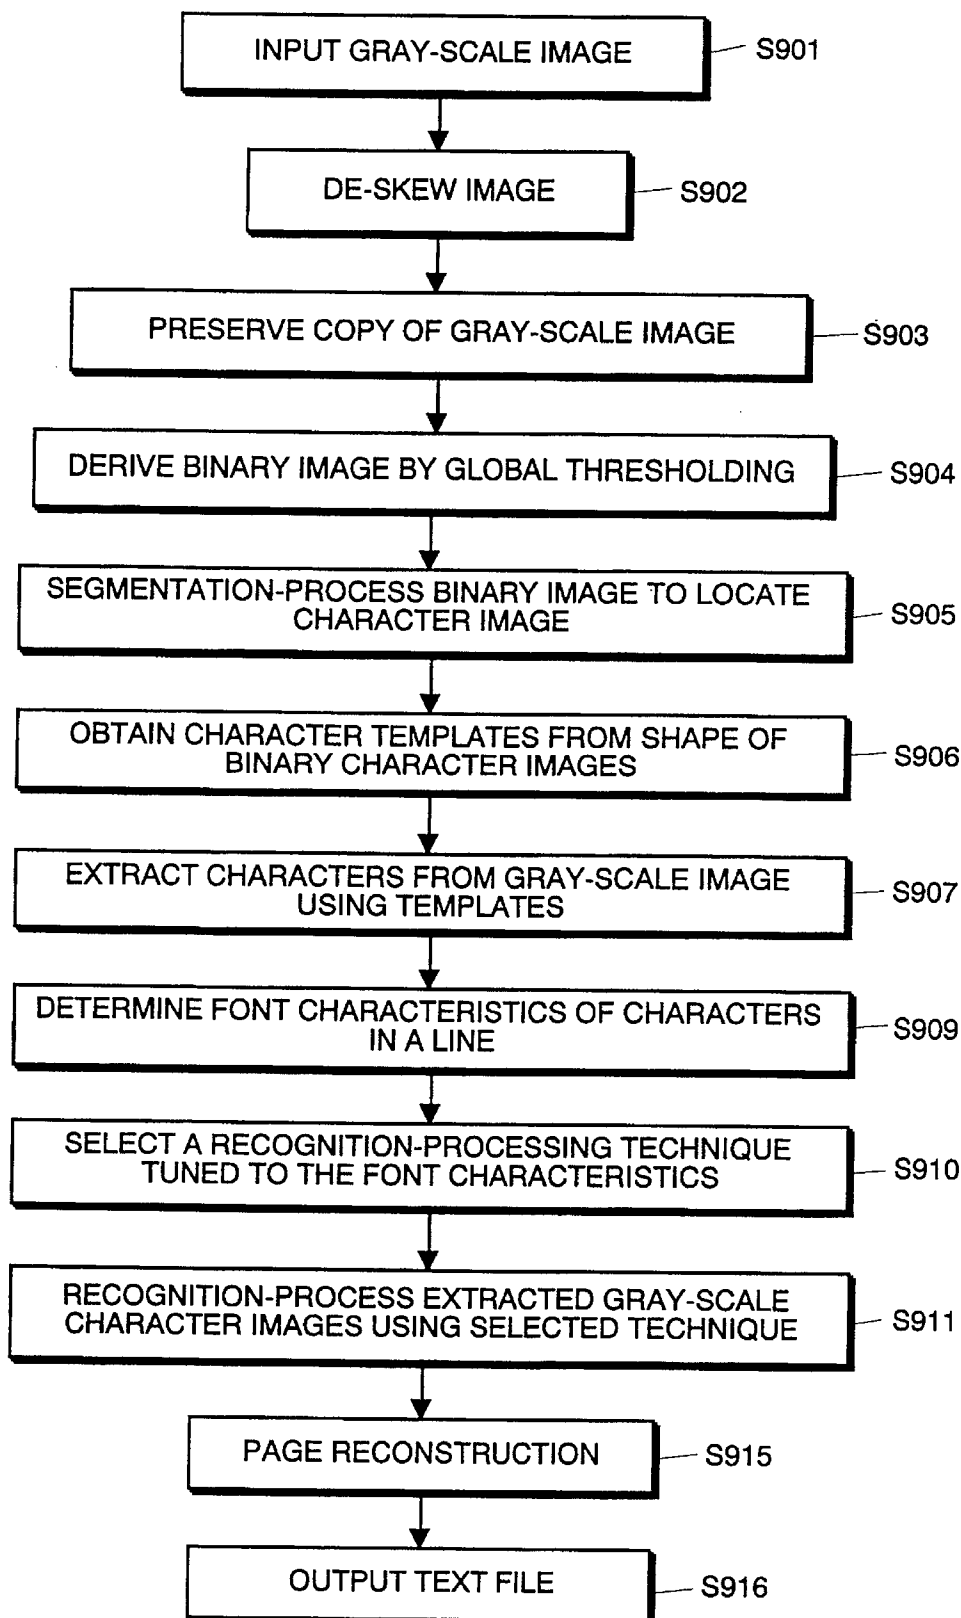 INPUT GRAY-SCALE IMAGE
S901
DE-SKEW IMAGE
S902
PRESERVE COPY OF GRAY-SCALE IMAGE
S903
DERIVE BINARY IMAGE BY GLOBAL THRESHOLDING
S904
SEGMENTATION-PROCESS BINARY IMAGE TO LOCATE
CHARACTER IMAGE
S905
OBTAIN CHARACTER TEMPLATES FROM SHAPE OF
BINARY CHARACTER IMAGES
S906
EXTRACT CHARACTERS FROM GRAY-SCALE IMAGE
USING TEMPLATES
S907
DETERMINE FONT CHARACTERISTICS OF CHARACTERS
IN A LINE
S909
SELECT A RECOGNITION-PROCESSING TECHNIQUE
TUNED TO THE FONT CHARACTERISTICS
S910
RECOGNITION-PROCESS EXTRACTED GRAY-SCALE
CHARACTER IMAGES USING SELECTED TECHNIQUE
S911
PAGE RECONSTRUCTION
S915
OUTPUT TEXT FILE
S916